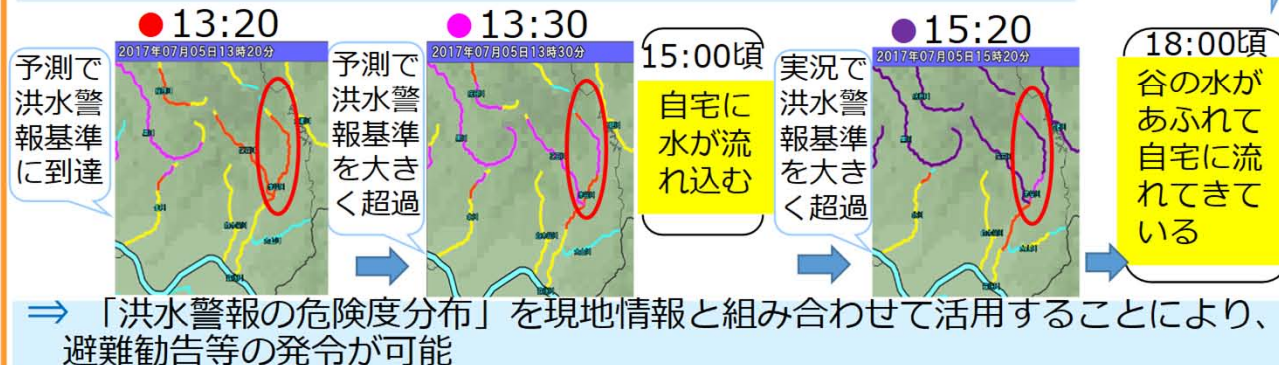 ●13:20
2017年07月05日13時20分
予測で
洪水警
報基準
に到達
●13:30
2017年07月05日13時30分
予測で
洪水警
報基準
を大き
く超過
15:00頃
自宅に
水が流
れ込む
●15:20
2017年07月05日15時20分
実況で
洪水警
報基準
を大き
く超過
18:00頃
谷の水が
あふれて
自宅に流
れてきて
いる
⇒ 「洪水警報の危険度分布」を現地情報と組み合わせて活用することにより、
避難勧告等の発令が可能